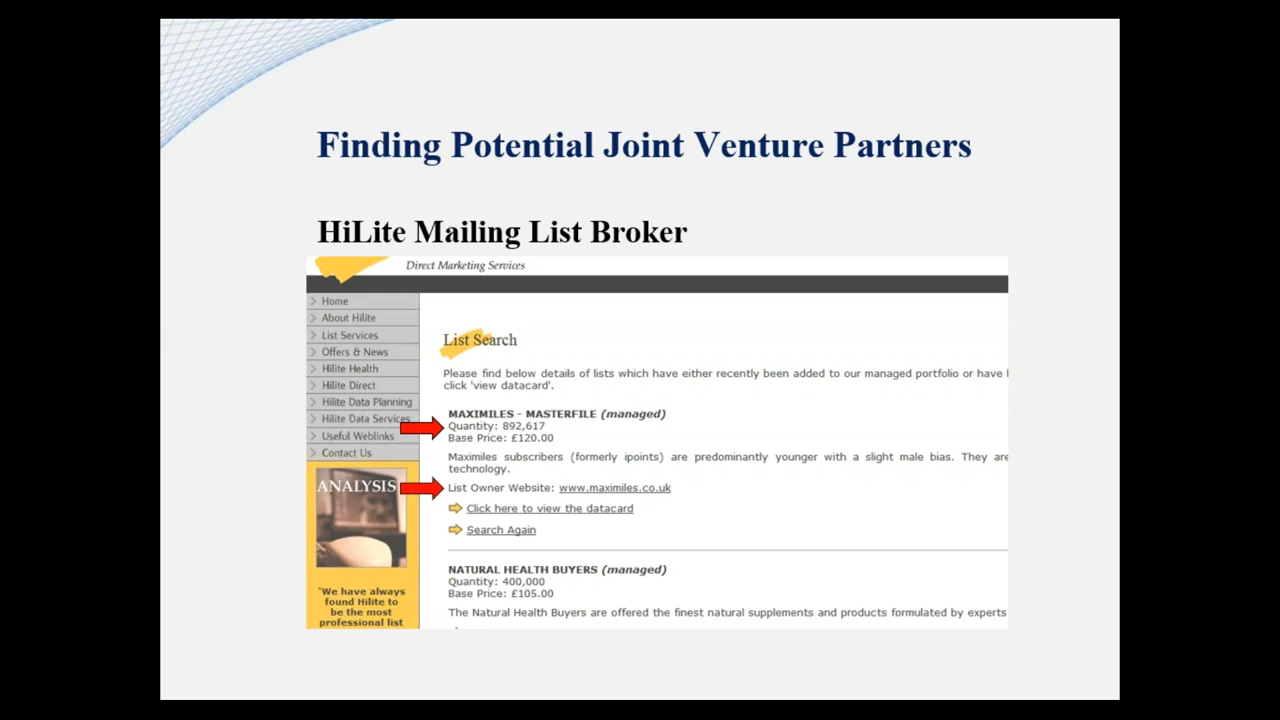 Finding Potential Joint Venture Partners
HiLite Mailing List Broker
Direct Marketing Services
Home
About Hilite
List Services
Offers & News
Hilite Health
Hilite Direct
Hilite Data Planning
Hilite Data Services
Useful Weblinks
Contact Us
ANALYSIS
"We have always
found Hilite to
be the most
professional list
List Search
Please find below details of lists which have either recently been added to our managed portfolio or have
click 'view datacard'.
MAXIMILES - MASTERFILE (managed)
Quantity: 892,617
Base Price: £120.00
Maximiles subscribers (formerly ipoints) are predominantly younger with a slight male bias. They are
technology.
List Owner Website: www.maximiles.co.uk
Click here to view the datacard
Search Again
NATURAL HEALTH BUYERS (managed)
Quantity: 400,000
Base Price: £105.00
The Natural Health Buyers are offered the finest natural supplements and products formulated by experts